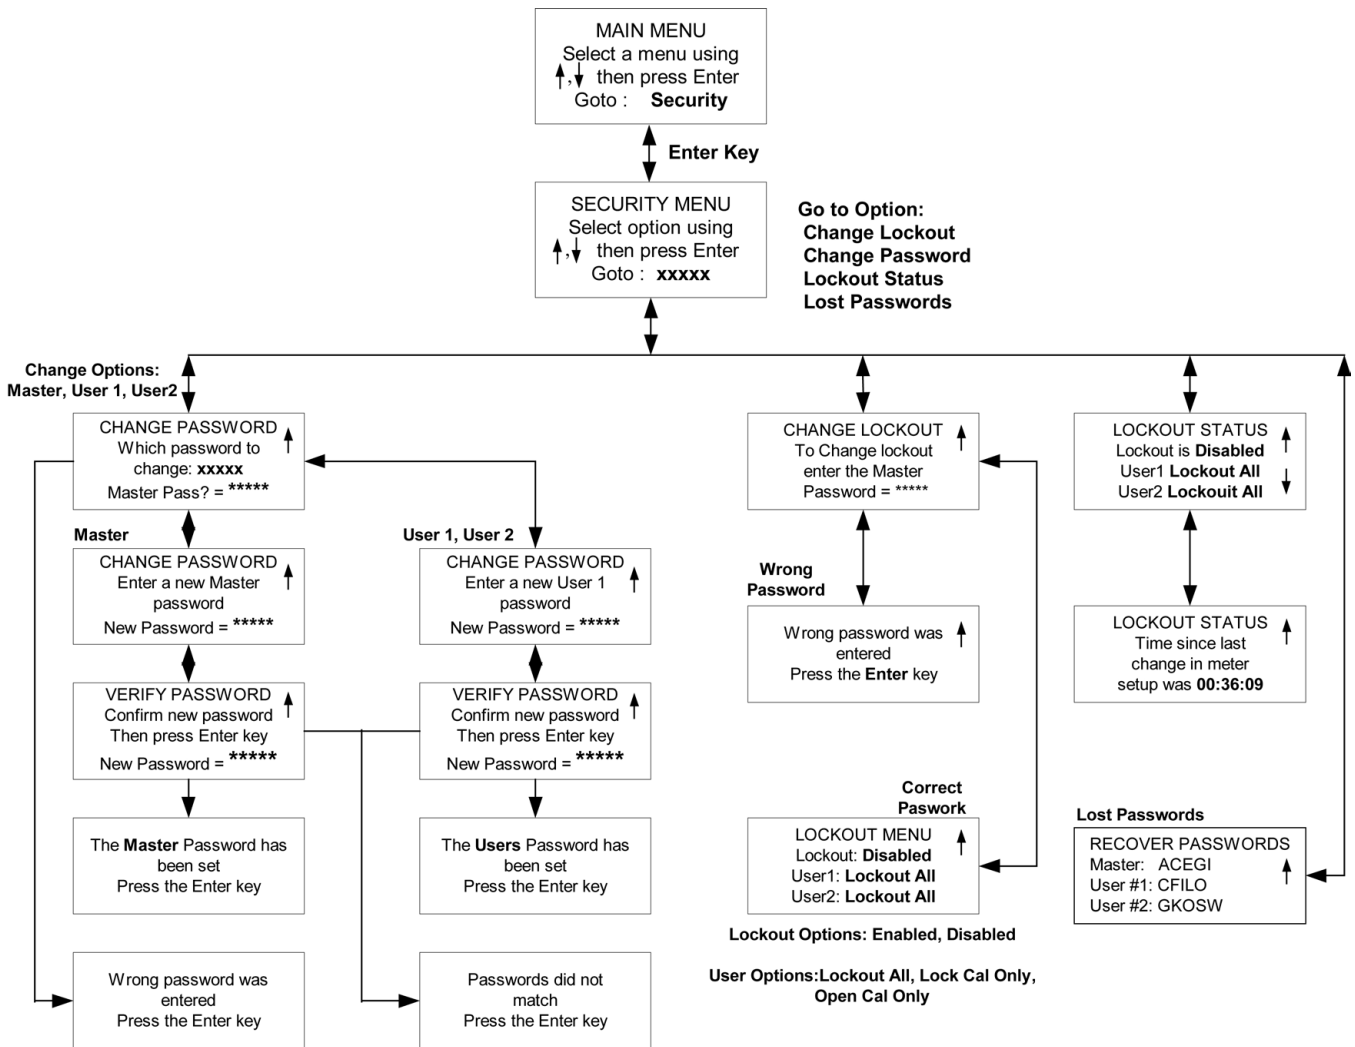 MAIN MENU
Select a menu using
↑,↓ then press Enter
Goto : Security
Enter Key
SECURITY MENU
Select option using
↑,↓ then press Enter
Goto : xxxxx
Go to Option:
Change Lockout
Change Password
Lockout Status
Lost Passwords
Change Options:
Master, User 1, User2
CHANGE PASSWORD
Which password to
change: xxxxx
Master Pass? = *****
Master
CHANGE PASSWORD
Enter a new Master
password
New Password = *****
VERIFY PASSWORD
Confirm new password
Then press Enter key
New Password = *****
The Master Password has
been set
Press the Enter key
Wrong password was
entered
Press the Enter key
User 1, User 2
CHANGE PASSWORD
Enter a new User 1
password
New Password = *****
VERIFY PASSWORD
Confirm new password
Then press Enter key
New Password = *****
The Users Password has
been set
Press the Enter key
Passwords did not
match
Press the Enter key
CHANGE LOCKOUT
To Change lockout
enter the Master
Password = *****
Wrong
Password
Wrong password was
entered
Press the Enter key
Correct
Paswork
LOCKOUT MENU
Lockout: Disabled
User1: Lockout All
User2: Lockout All
Lockout Options: Enabled, Disabled
User Options:Lockout All, Lock Cal Only,
Open Cal Only
LOCKOUT STATUS
Lockout is Disabled
User1 Lockout All
User2 Lockouit All
LOCKOUT STATUS
Time since last
change in meter
setup was 00:36:09
Lost Passwords
RECOVER PASSWORDS
Master: ACEGI
User #1: CFILO
User #2: GKOSW